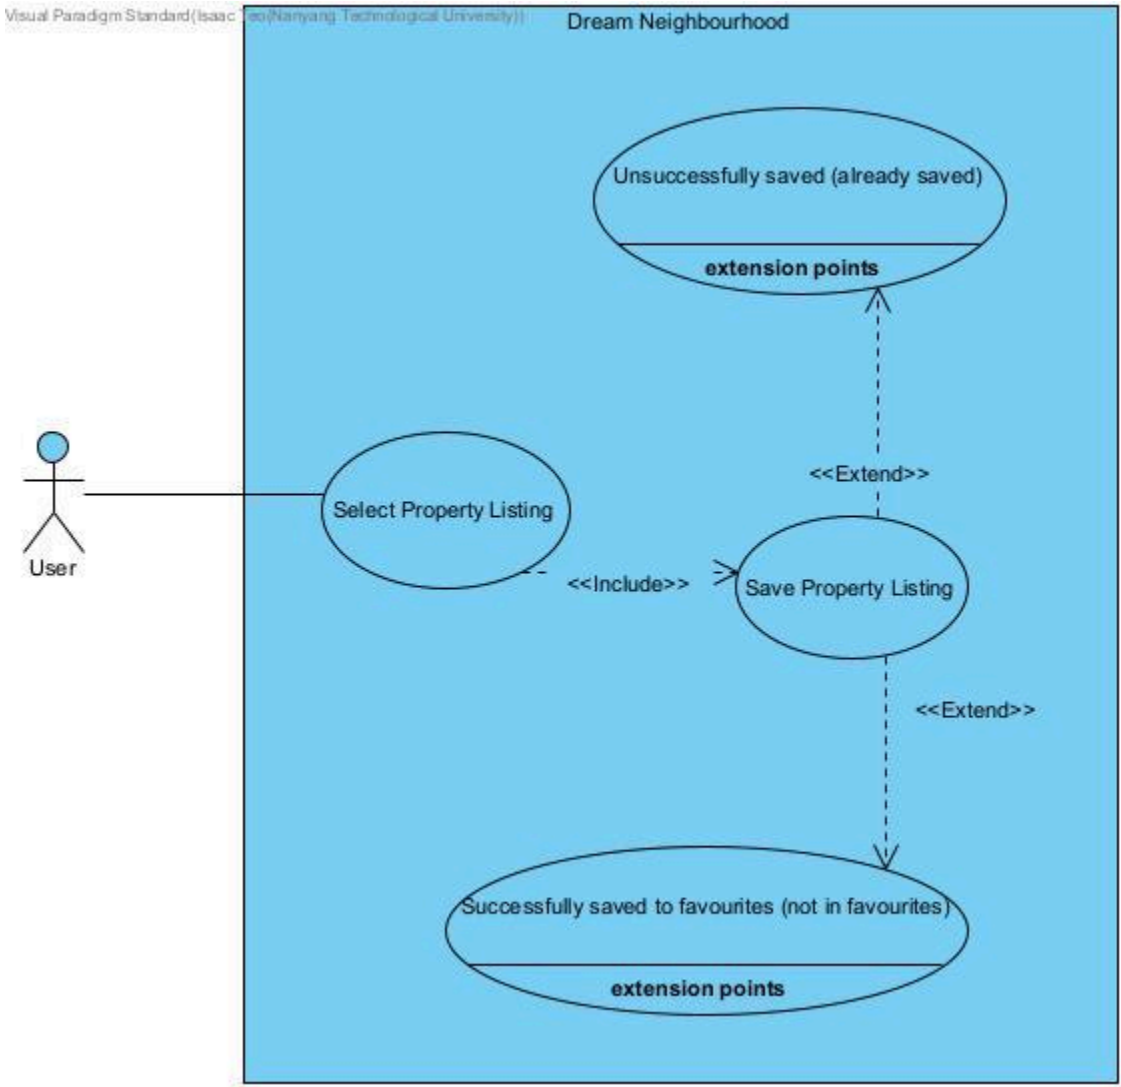 Visual Paradigm Standard(Isaac Teo(Nanyang Technological University))
Dream Neighbourhood
Unsuccessfully saved (already saved)
extension points
<<Extend>>
Select Property Listing
User
<<Include>>
Save Property Listing
<<Extend>>
Successfully saved to favourites (not in favourites)
extension points